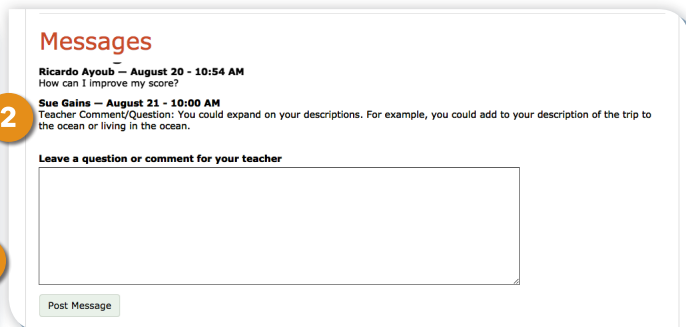 Messages
Ricardo Ayoub — August 20 - 10:54 AM
How can I improve my score?
2
Sue Gains — August 21 - 10:00 AM
Teacher Comment/Question: You could expand on your descriptions. For example, you could add to your description of the trip to
the ocean or living in the ocean.
Leave a question or comment for your teacher
Post Message